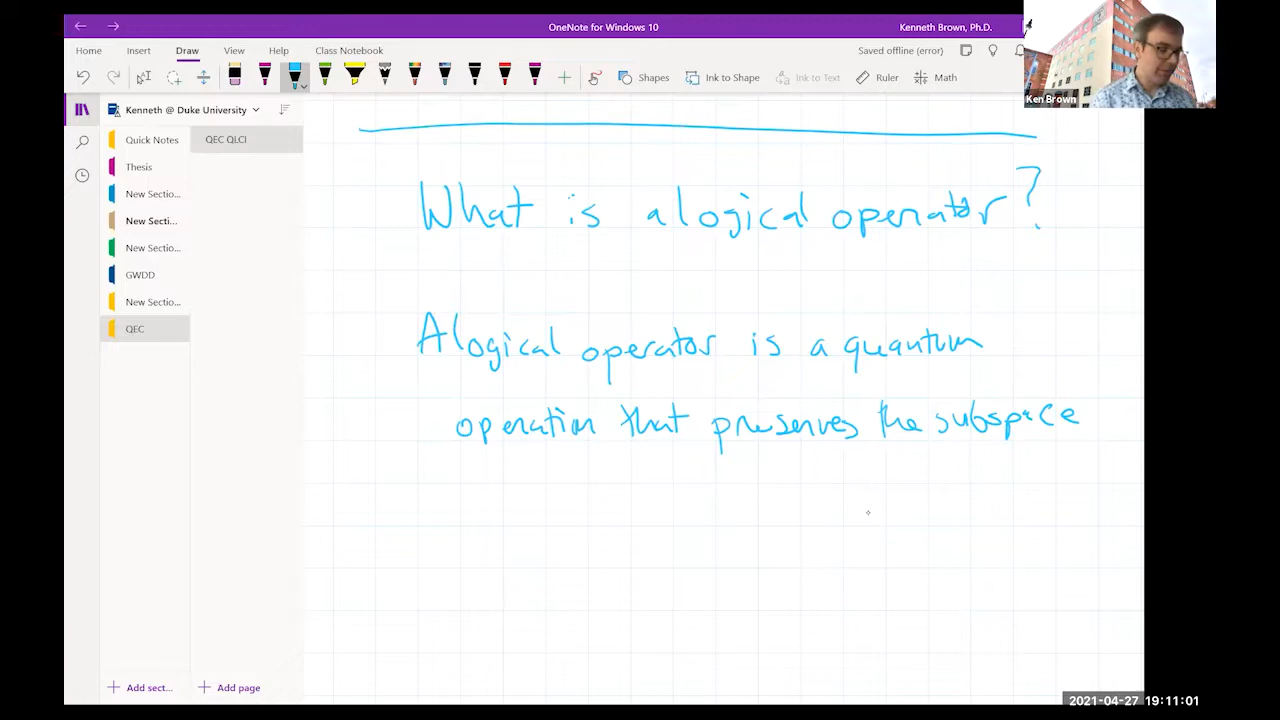 OneNote for Windows 10
Kenneth Brown, Ph.D.
Home Insert Draw View Help Class Notebook
Saved offline (error)
Shapes Ink to Shape Ink to Text Ruler Math
Ken Brown
Kenneth @ Duke University
Quick Notes
QEC QLCI
Thesis
New Sectio...
New Secti...
New Sectio...
GWDD
New Sectio...
QEC
What is a logical operator?
A logical operator is a quantum
operation that preserves the subspace
Add sect...
Add page
2021-04-27 19:11:01